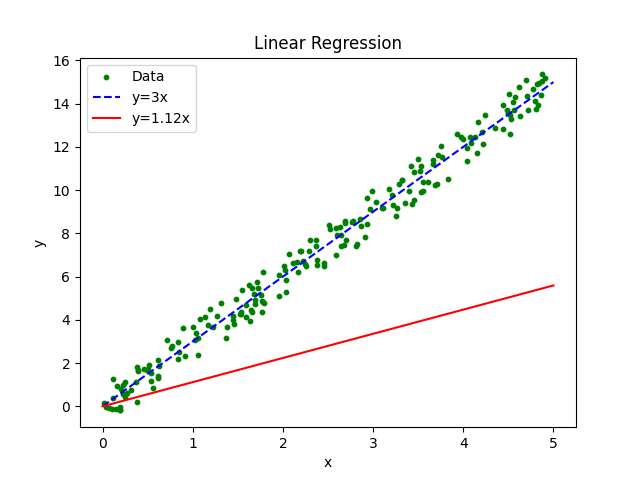 Linear Regression
Data
y=3x
y=1.12x
16
14
12
10
8
6
4
2
0
y
0 1 2 3 4 5
x